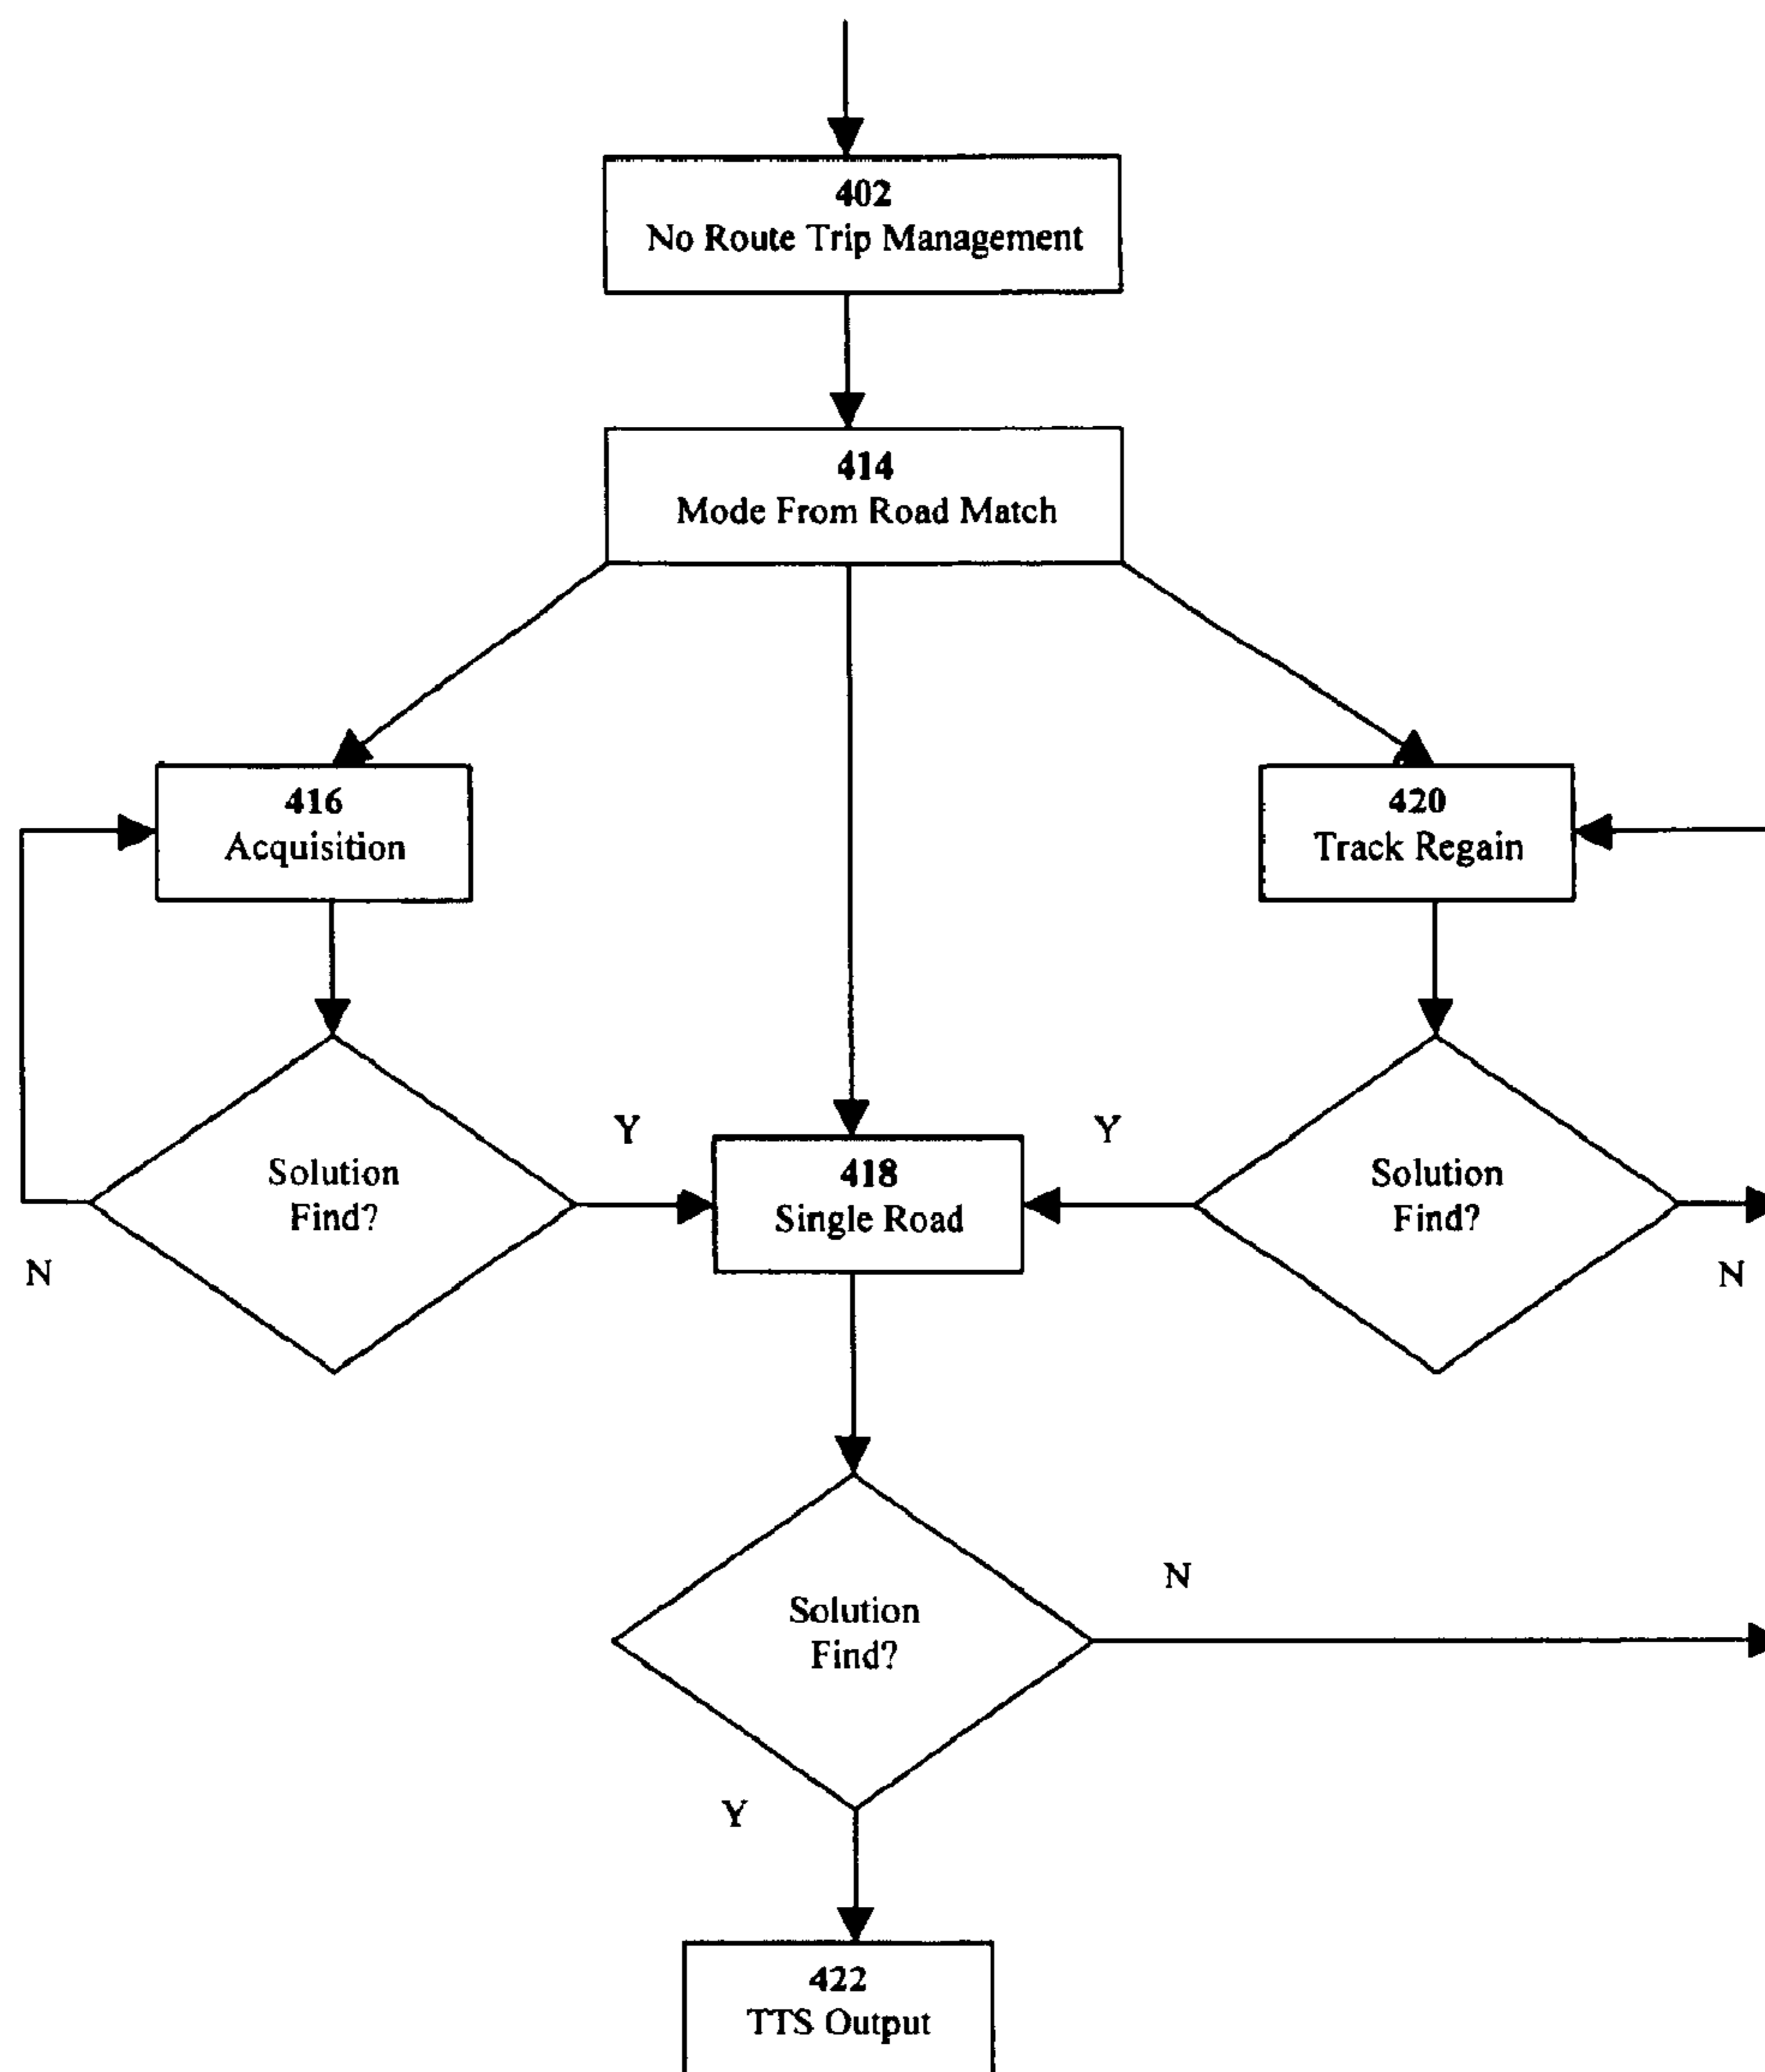 402
No Route Trip Management
414
Mode From Road Match
416
Acquisition
420
Track Regain
Y
Y
Solution
Find?
418
Single Road
Solution
Find?
N
N
Solution
Find?
N
Y
422
TTS Output